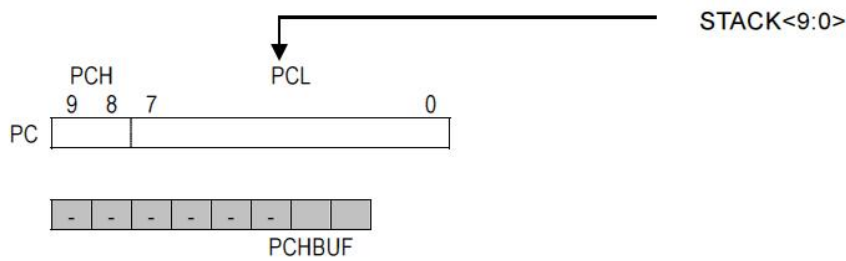 STACK<9:0>
PCH PCL
9 8 7 0
PC
- - - - - -
PCHBUF